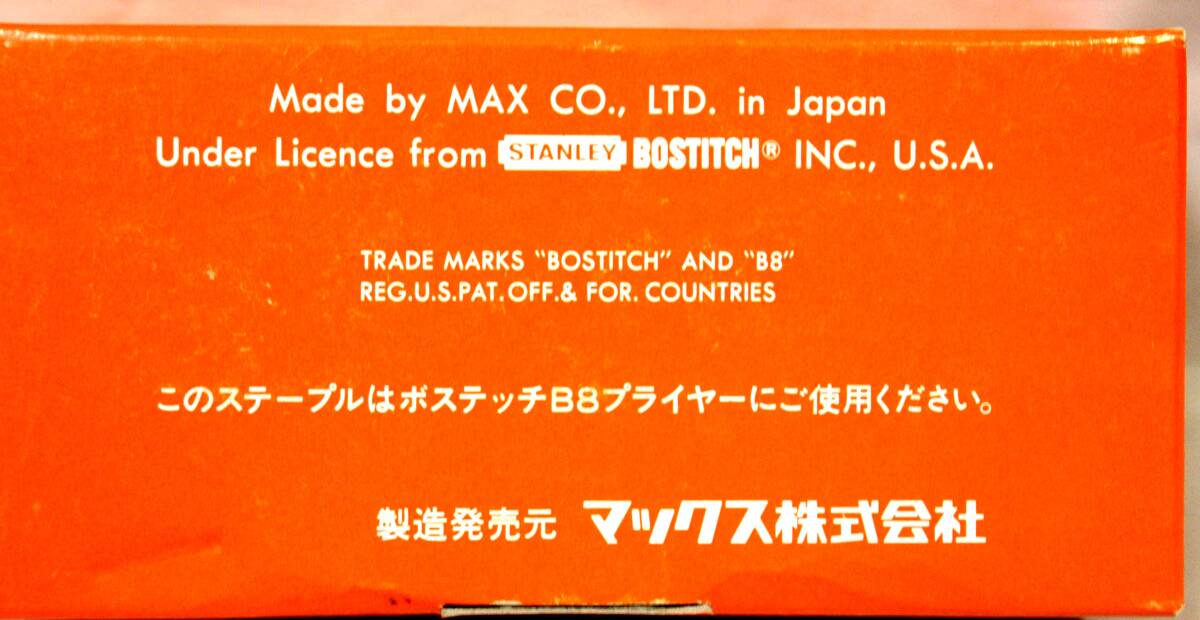 Made by MAX CO., LTD. in Japan
Under Licence from STANLEY BOSTITCH® INC., U.S.A.
TRADE MARKS "BOSTITCH" AND "B8"
REG.U.S.PAT.OFF.& FOR. COUNTRIES
このステープルはボステッチB8プライヤーにご使用ください。
製造発売元 マックス株式会社